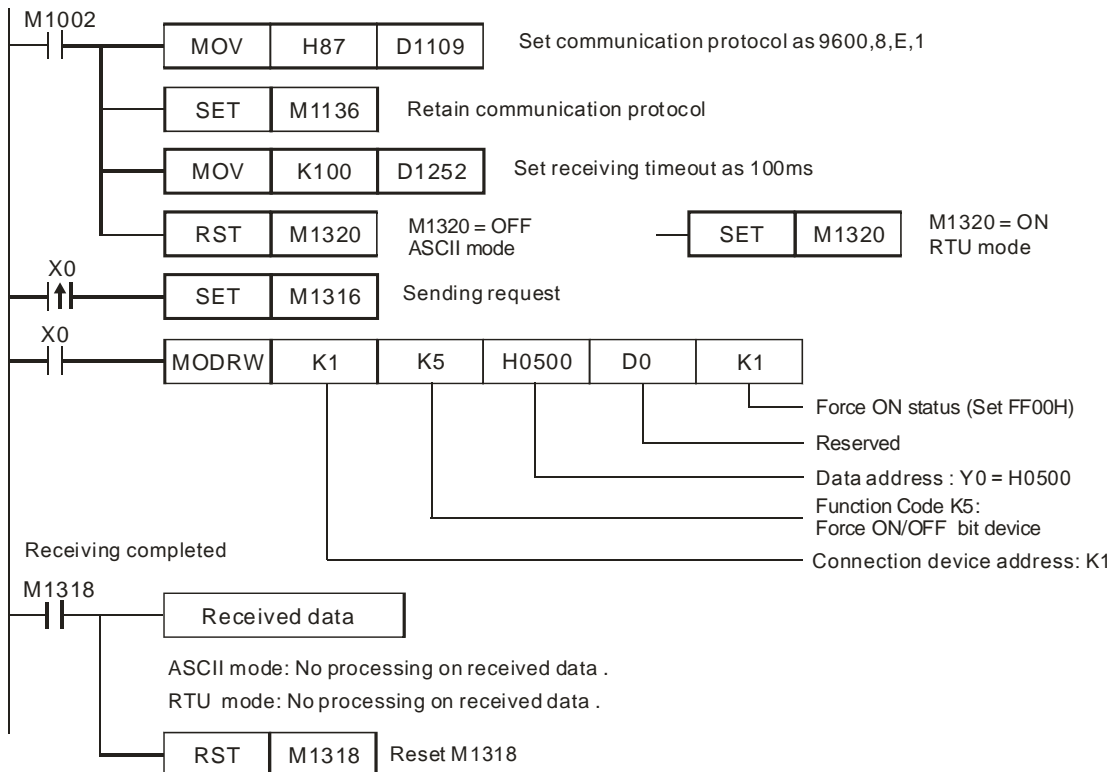 M1002
MOV H87 D1109 Set communication protocol as 9600,8,E,1
SET M1136 Retain communication protocol
MOV K100 D1252 Set receiving timeout as 100ms
RST M1320 M1320 = OFF
ASCII mode
SET M1320 M1320 = ON
RTU mode
X0
SET M1316 Sending request
X0
MODRW K1 K5 H0500 D0 K1
Force ON status (Set FF00H)
Reserved
Data address : Y0 = H0500
Function Code K5:
Force ON/OFF bit device
Connection device address: K1
Receiving completed
M1318
Received data
ASCII mode: No processing on received data .
RTU mode: No processing on received data .
RST M1318 Reset M1318